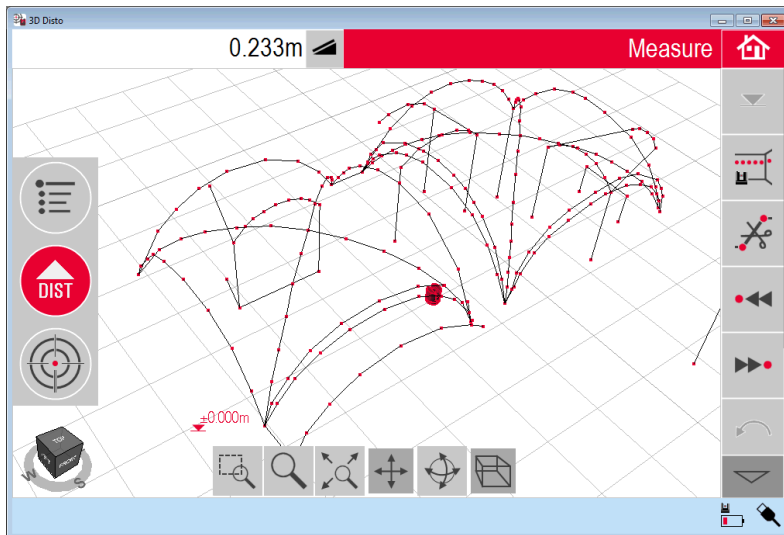 3D Disto
0.233m
Measure
DIST
±0.000m
TOP
FRONT
W
S